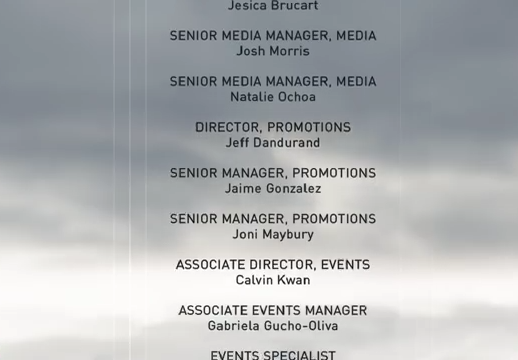 Jesica Brucart
SENIOR MEDIA MANAGER, MEDIA
Josh Morris
SENIOR MEDIA MANAGER, MEDIA
Natalie Ochoa
DIRECTOR, PROMOTIONS
Jeff Dandurand
SENIOR MANAGER, PROMOTIONS
Jaime Gonzalez
SENIOR MANAGER, PROMOTIONS
Joni Maybury
ASSOCIATE DIRECTOR, EVENTS
Calvin Kwan
ASSOCIATE EVENTS MANAGER
Gabriela Gucho-Oliva
EVENTS SPECIALIST